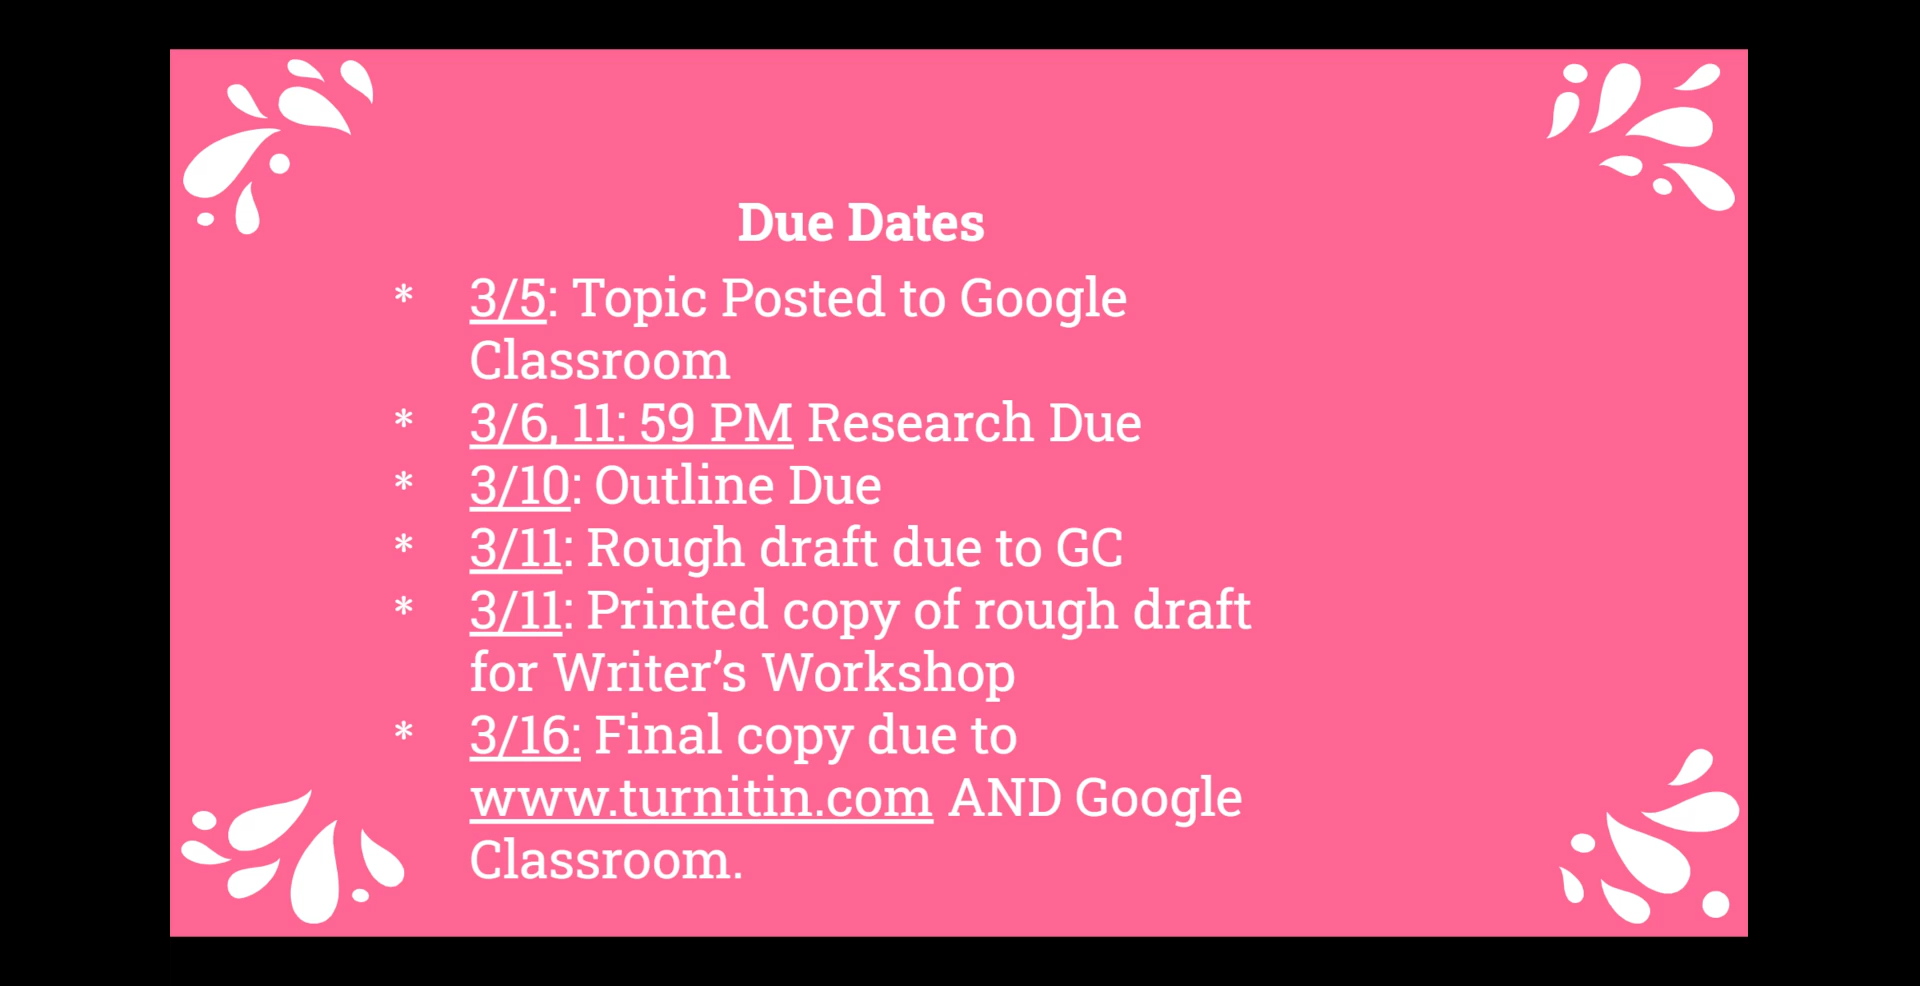 Due Dates
* 3/5: Topic Posted to Google
Classroom
* 3/6, 11: 59 PM Research Due
* 3/10: Outline Due
* 3/11: Rough draft due to GC
* 3/11: Printed copy of rough draft
for Writer’s Workshop
* 3/16: Final copy due to
www.turnitin.com AND Google
Classroom.